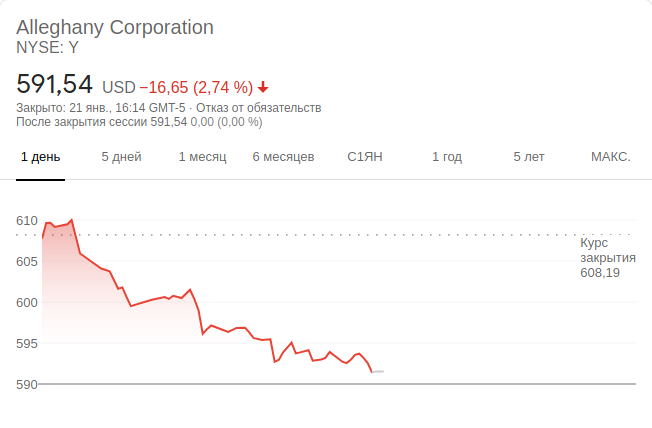 Alleghany Corporation
NYSE: Y
591,54 USD −16,65 (2,74 %)
Закрыто: 21 янв., 16:14 GMT-5 · Отказ от обязательств
После закрытия сессии 591,54 0,00 (0,00 %)
1 день 5 дней 1 месяц 6 месяцев С1ЯН 1 год 5 лет МАКС.
610
Курс
закрытия
608,19
605
600
595
590